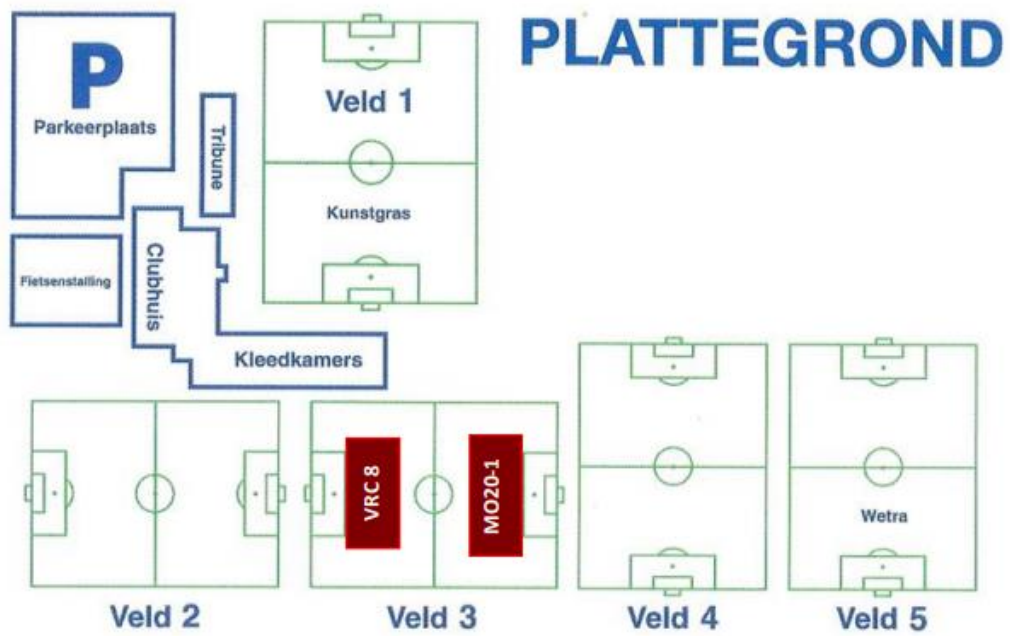 PLATTEGROND
P
Parkeerplaats
Tribune
Veld 1
Kunstgras
Fietsenstalling
Clubhuis
Kleedkamers
VRC 8
MO20-1
Wetra
Veld 2
Veld 3
Veld 4
Veld 5